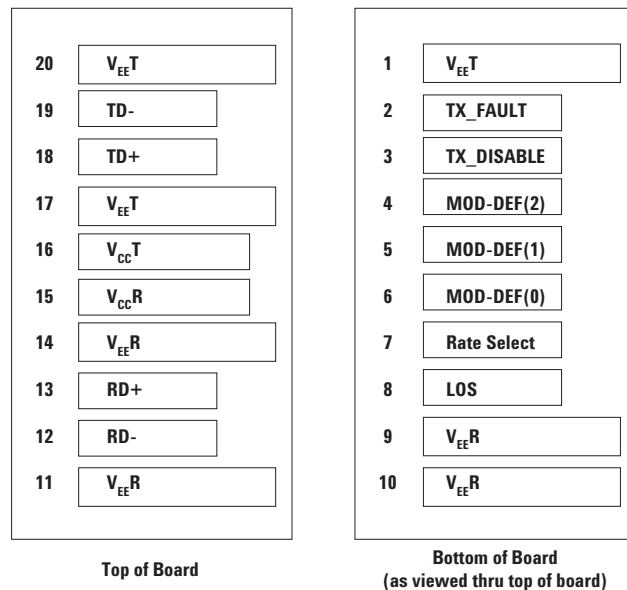 20 VEET
19 TD-
18 TD+
17 VEET
16 VCCT
15 VCCR
14 VEER
13 RD+
12 RD-
11 VEER
Top of Board
1 VEET
2 TX_FAULT
3 TX_DISABLE
4 MOD-DEF(2)
5 MOD-DEF(1)
6 MOD-DEF(0)
7 Rate Select
8 LOS
9 VEER
10 VEER
Bottom of Board
(as viewed thru top of board)